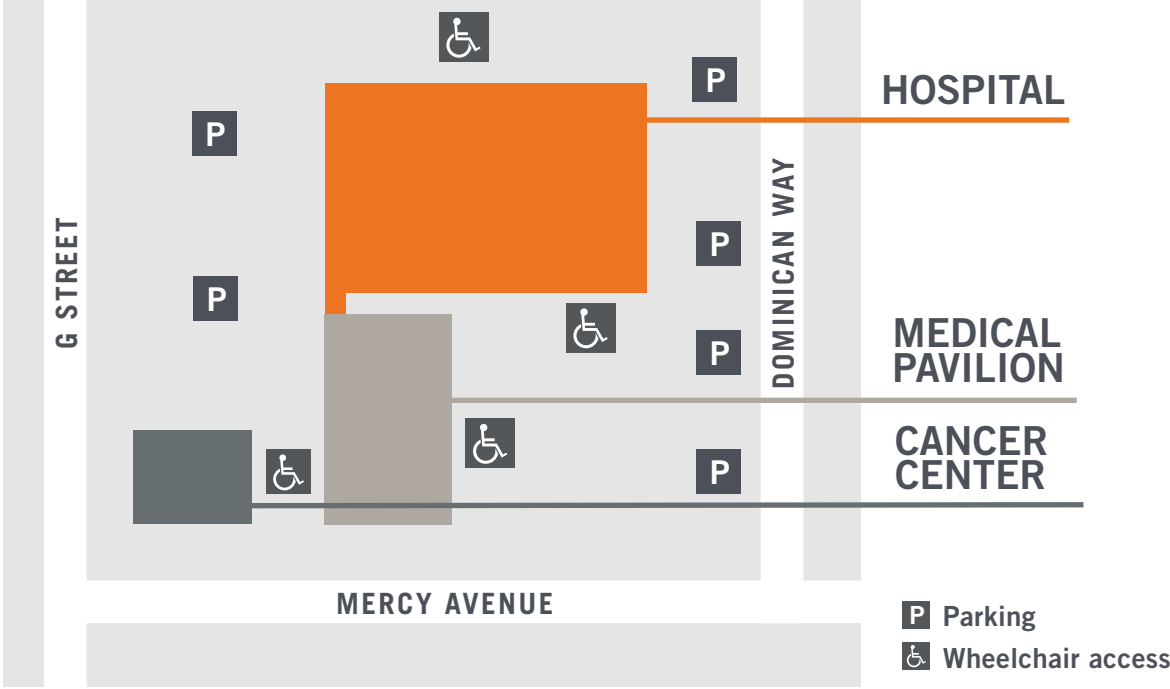 P
HOSPITAL
P
P
P
P
P
G STREET
DOMINICAN WAY
MEDICAL
PAVILION
CANCER
CENTER
MERCY AVENUE
P Parking
Wheelchair access